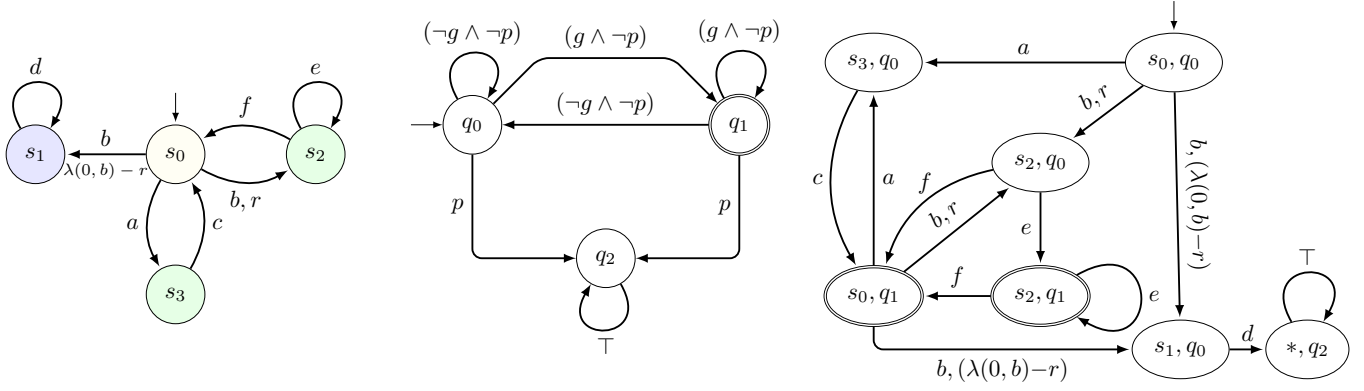 d
e
b
f
s₁
s₀
s₂
λ(0, b) − r
b, r
a
c
s₃
(¬g ∧ ¬p)
(g ∧ ¬p)
(g ∧ ¬p)
(¬g ∧ ¬p)
q₀
q₁
p
p
q₂
⊤
s₃, q₀
a
s₀, q₀
b, r
s₂, q₀
c
a
f
b, r
e
b, (λ(0, b)−r)
s₀, q₁
f
s₂, q₁
e
⊤
s₁, q₀
d
∗, q₂
b, (λ(0, b)−r)